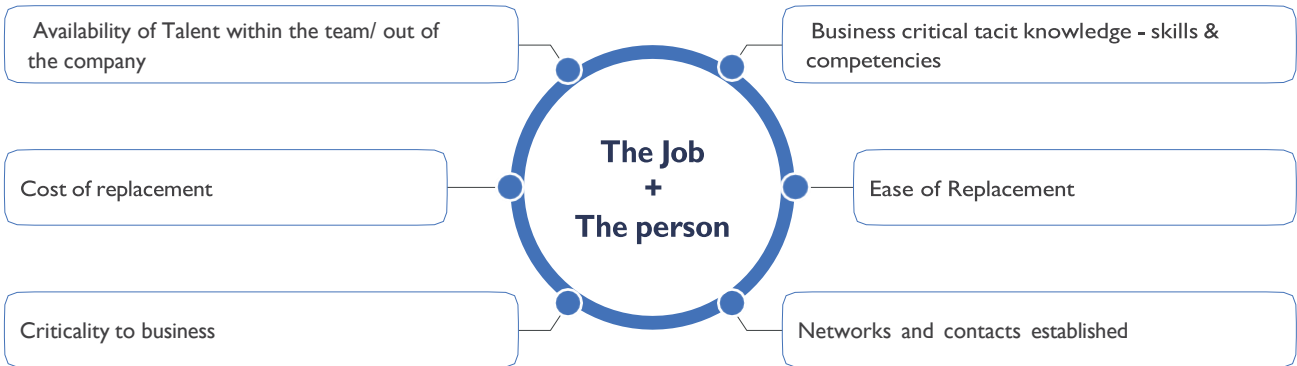 Availability of Talent within the team/ out of
the company
Business critical tacit knowledge - skills &
competencies
The Job
+
The person
Cost of replacement
Ease of Replacement
Criticality to business
Networks and contacts established